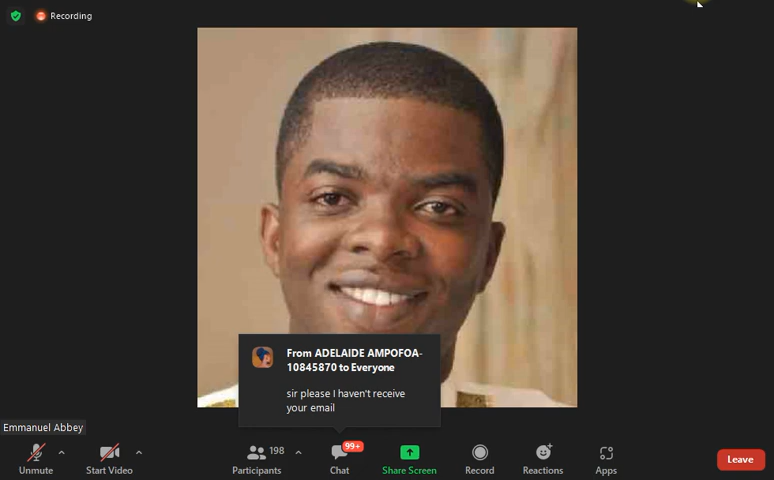 Recording
From ADELAIDE AMPOFOA-
10845870 to Everyone
sir please I haven't receive
your email
Emmanuel Abbey
198
99+
Unmute
Start Video
Participants
Chat
Share Screen
Record
Reactions
Apps
Leave